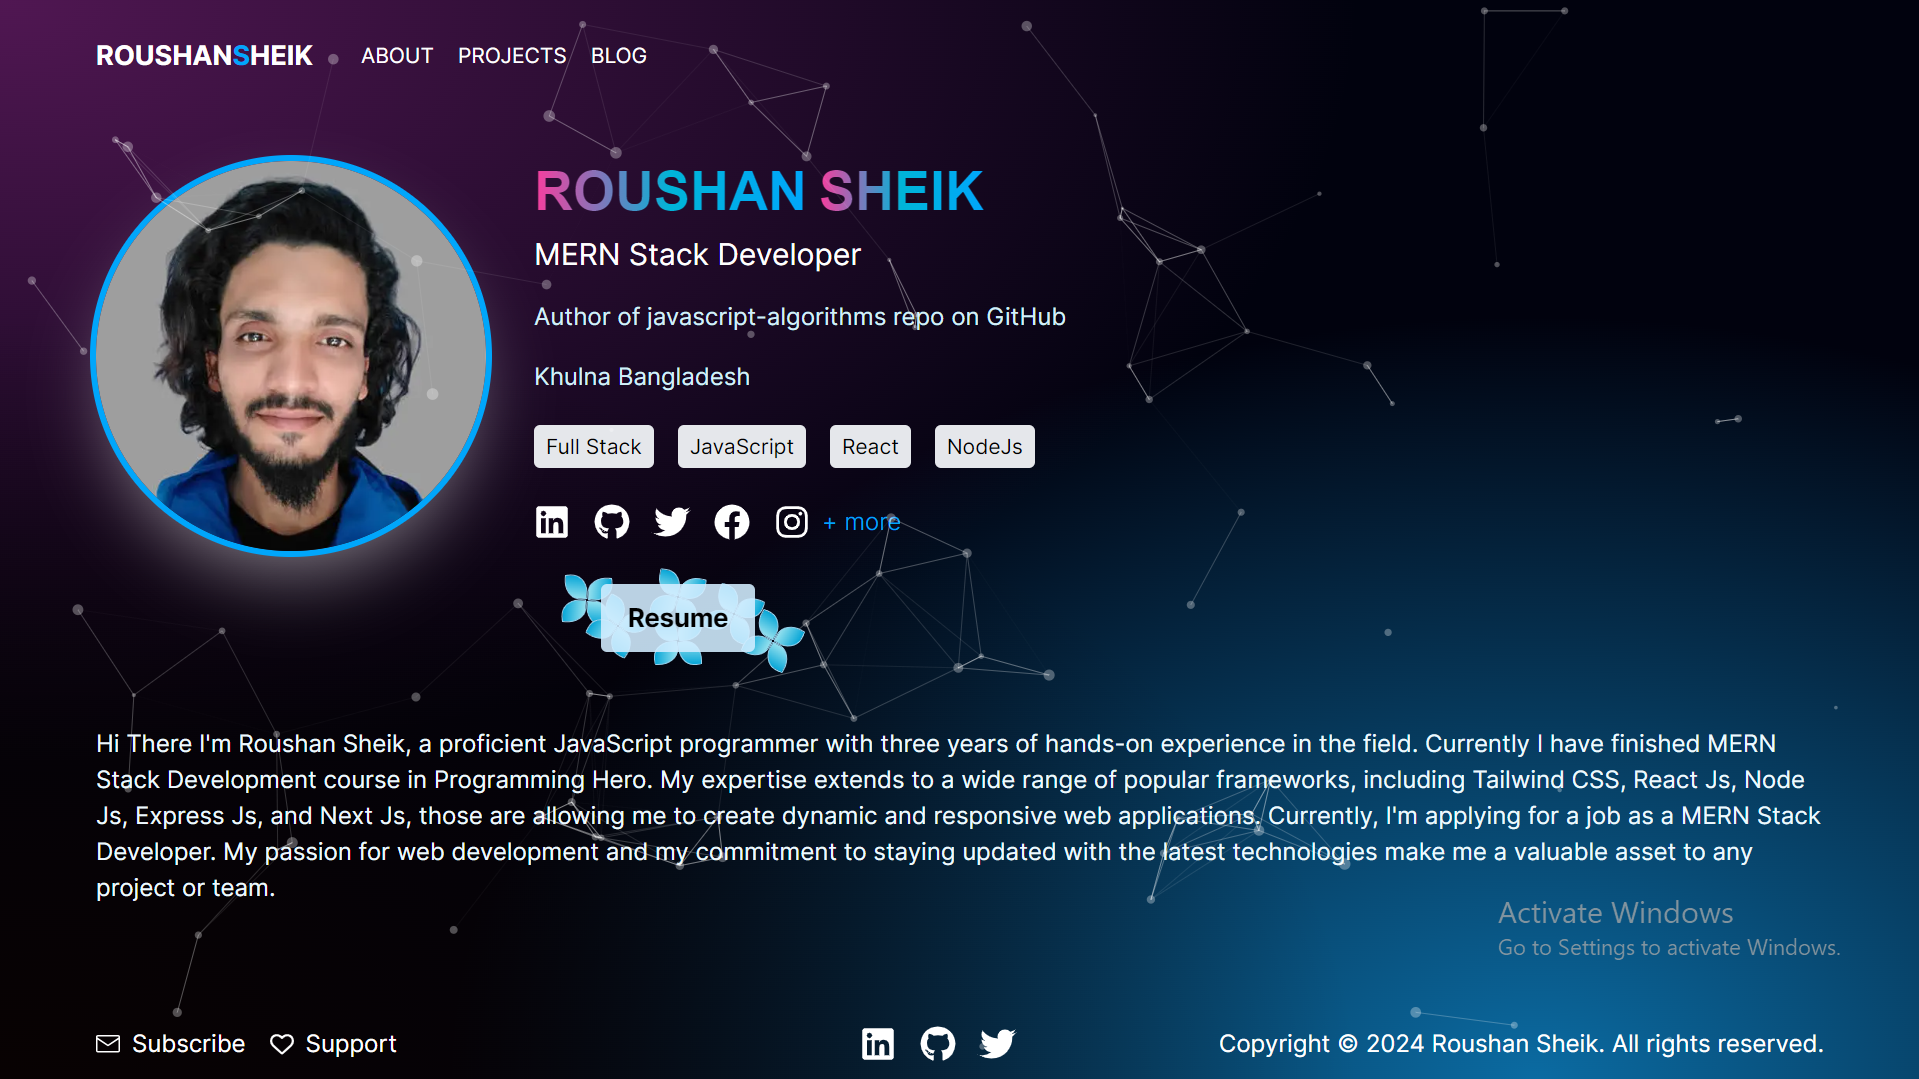 ROUSHANSHEIK ABOUT PROJECTS BLOG
ROUSHAN SHEIK
MERN Stack Developer
Author of javascript-algorithms repo on GitHub
Khulna Bangladesh
Full Stack JavaScript React NodeJs
+ more
Resume
Hi There I'm Roushan Sheik, a proficient JavaScript programmer with three years of hands-on experience in the field. Currently I have finished MERN
Stack Development course in Programming Hero. My expertise extends to a wide range of popular frameworks, including Tailwind CSS, React Js, Node
Js, Express Js, and Next Js, those are allowing me to create dynamic and responsive web applications. Currently, I'm applying for a job as a MERN Stack
Developer. My passion for web development and my commitment to staying updated with the latest technologies make me a valuable asset to any
project or team.
Activate Windows
Go to Settings to activate Windows.
Subscribe Support Copyright © 2024 Roushan Sheik. All rights reserved.